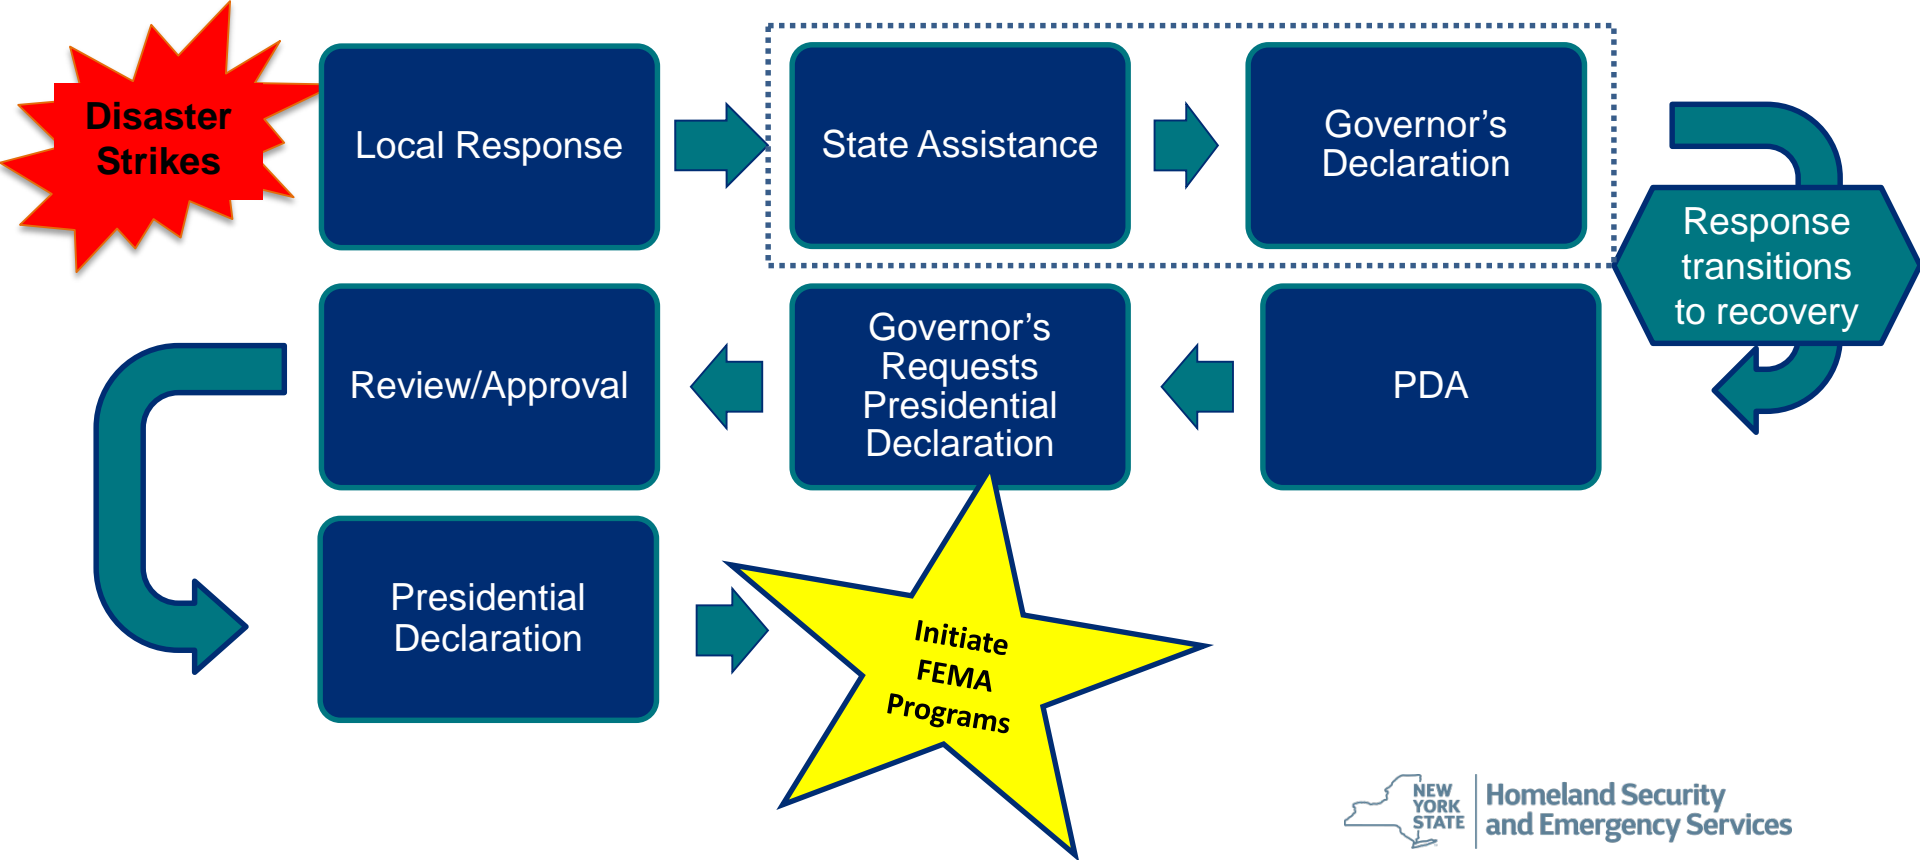 Disaster
Strikes
Local Response
State Assistance
Governor’s
Declaration
Response
transitions
to recovery
PDA
Governor’s
Requests
Presidential
Declaration
Review/Approval
Presidential
Declaration
Initiate
FEMA
Programs
NEW
YORK
STATE
Homeland Security
and Emergency Services